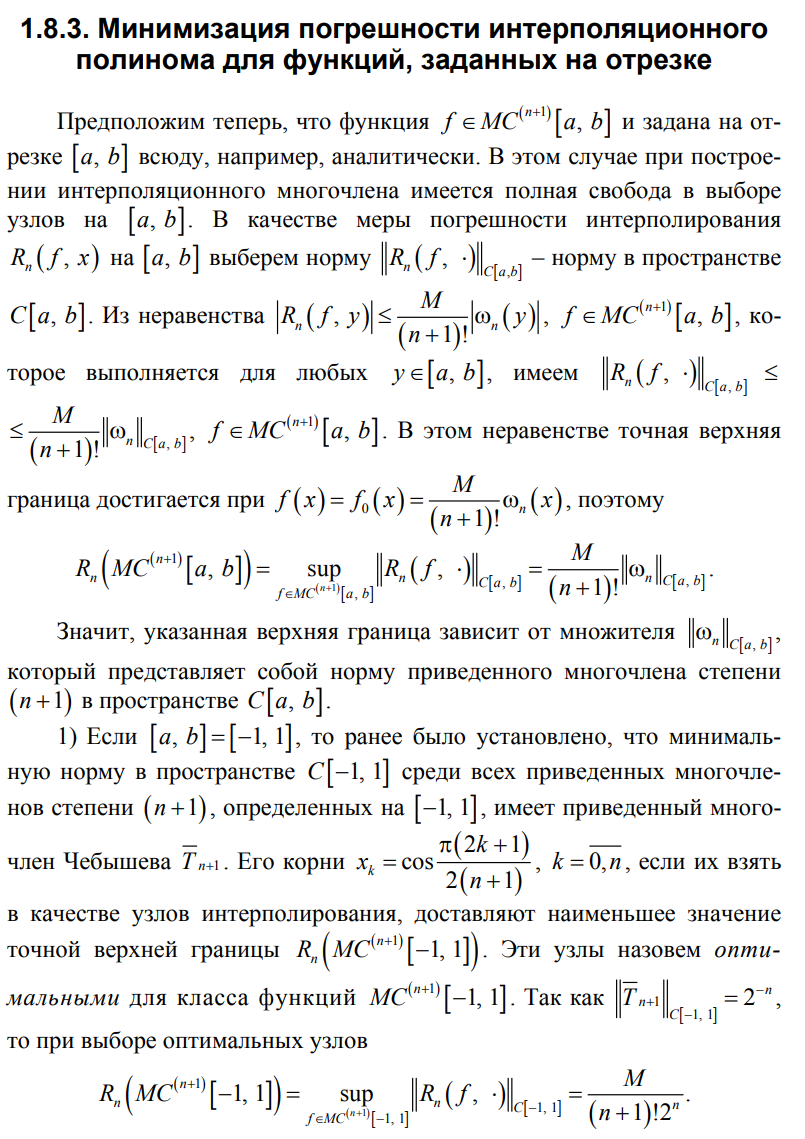 1.8.3. Минимизация погрешности интерполяционного
полинома для функций, заданных на отрезке
Предположим теперь, что функция f ∈ MC^(n+1)[a, b] и задана на от-
резке [a, b] всюду, например, аналитически. В этом случае при построе-
нии интерполяционного многочлена имеется полная свобода в выборе
узлов на [a, b]. В качестве меры погрешности интерполирования
R_n(f, x) на [a, b] выберем норму ‖R_n(f, ·)‖_C[a,b] – норму в пространстве
C[a, b]. Из неравенства |R_n(f, y)| ≤ M/(n+1)! |ω_n(y)|, f ∈ MC^(n+1)[a, b], ко-
торое выполняется для любых y ∈ [a, b], имеем ‖R_n(f, ·)‖_C[a, b] ≤
≤ M/(n+1)! ‖ω_n‖_C[a, b], f ∈ MC^(n+1)[a, b]. В этом неравенстве точная верхняя
граница достигается при f(x) = f_0(x) = M/(n+1)! ω_n(x), поэтому
R_n(MC^(n+1)[a, b]) = sup_{f∈MC^(n+1)[a, b]} ‖R_n(f, ·)‖_C[a, b] = M/(n+1)! ‖ω_n‖_C[a, b].
Значит, указанная верхняя граница зависит от множителя ‖ω_n‖_C[a, b],
который представляет собой норму приведенного многочлена степени
(n+1) в пространстве C[a, b].
1) Если [a, b] = [−1, 1], то ранее было установлено, что минималь-
ную норму в пространстве C[−1, 1] среди всех приведенных многочле-
нов степени (n+1), определенных на [−1, 1], имеет приведенный много-
член Чебышева T̅_n+1. Его корни x_k = cos π(2k+1)/2(n+1), k = 0,n̅, если их взять
в качестве узлов интерполирования, доставляют наименьшее значение
точной верхней границы R_n(MC^(n+1)[−1, 1]). Эти узлы назовем опти-
мальными для класса функций MC^(n+1)[−1, 1]. Так как ‖T̅_n+1‖_C[−1, 1] = 2^−n,
то при выборе оптимальных узлов
R_n(MC^(n+1)[−1, 1]) = sup_{f∈MC^(n+1)[−1, 1]} ‖R_n(f, ·)‖_C[−1, 1] = M/(n+1)!2^n.